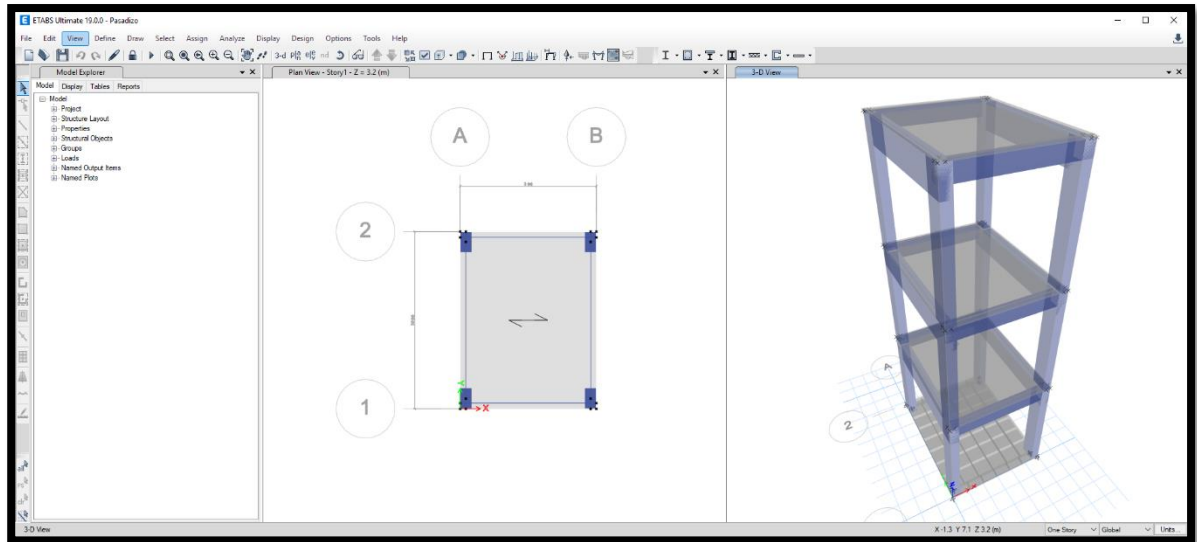 ETABS Ultimate 19.0.0 - Pasadizo
File Edit View Define Draw Select Assign Analyze Display Design Options Tools Help
3-d
Model Explorer
Plan View - Story1 - Z = 3.2 (m)
3-D View
Model Display Tables Reports
Model
Project
Structure Layout
Properties
Structural Objects
Groups
Loads
Named Output Items
Named Plots
A B
2
1
Y
X
A
2
3-D View
X -1.3 Y 7.1 Z 3.2 (m)
One Story
Global
Units...